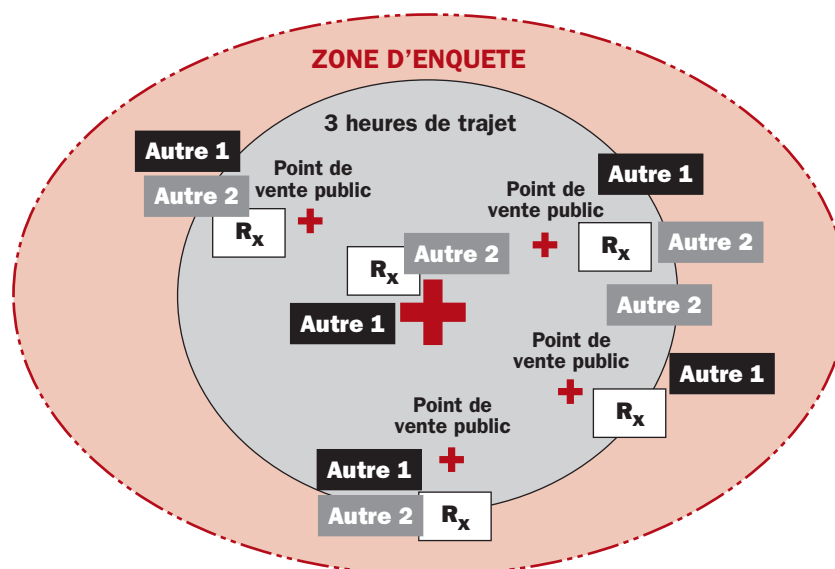 ZONE D'ENQUETE
3 heures de trajet
Autre 1
Autre 2
Rx
Point de
vente public
Autre 1
Point de
vente public
Rx
Autre 2
Rx
Autre 2
Autre 1
Autre 2
Point de
vente public
Autre 1
Rx
Point de
vente public
Autre 1
Autre 2
Rx